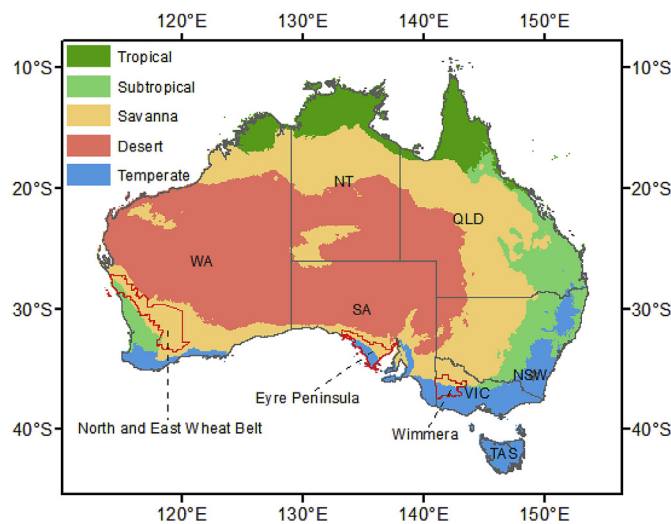 120°E 130°E 140°E 150°E
Tropical
Subtropical
Savanna
Desert
Temperate
10°S 10°S
20°S 20°S
30°S 30°S
40°S 40°S
NT
QLD
WA
SA
NSW
VIC
TAS
Eyre Peninsula
North and East Wheat Belt
Wimmera
120°E 130°E 140°E 150°E